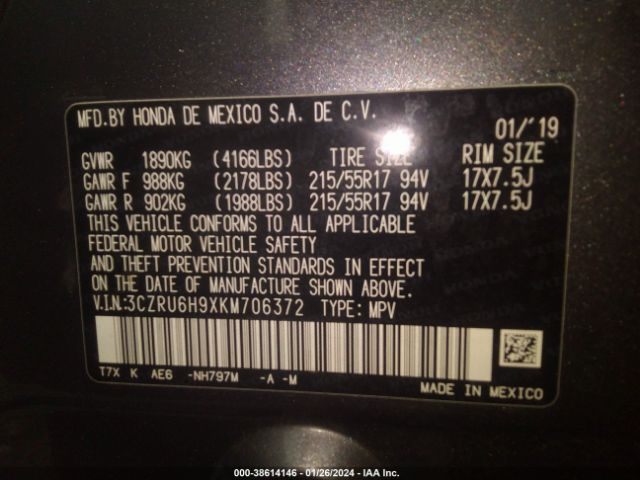 MFD.BY HONDA DE MEXICO S.A. DE C.V.
01/'19
GVWR 1890KG (4166LBS) TIRE SIZE RIM SIZE
GAWR F 988KG (2178LBS) 215/55R17 94V 17X7.5J
GAWR R 902KG (1988LBS) 215/55R17 94V 17X7.5J
THIS VEHICLE CONFORMS TO ALL APPLICABLE
FEDERAL MOTOR VEHICLE SAFETY
AND THEFT PREVENTION STANDARDS IN EFFECT
ON THE DATE OF MANUFACTURE SHOWN ABOVE.
V.I.N:3CZRU6H9XKM706372 TYPE: MPV
T7X K AE6 -NH797M -A -M
MADE IN MEXICO
000-38614146 - 01/26/2024 - IAA Inc.